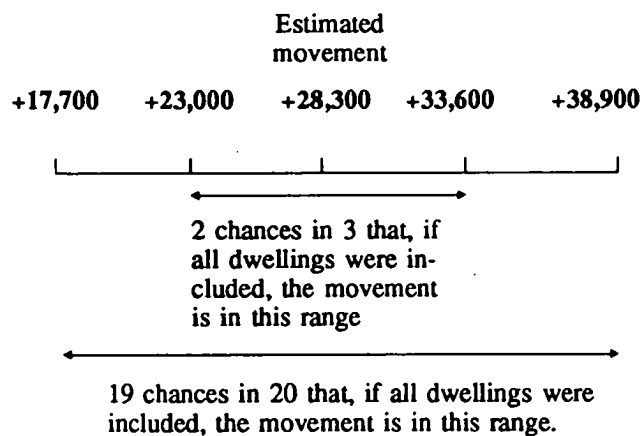 Estimated
movement
+17,700 +23,000 +28,300 +33,600 +38,900
2 chances in 3 that, if
all dwellings were in-
cluded, the movement
is in this range
19 chances in 20 that, if all dwellings were
included, the movement is in this range.